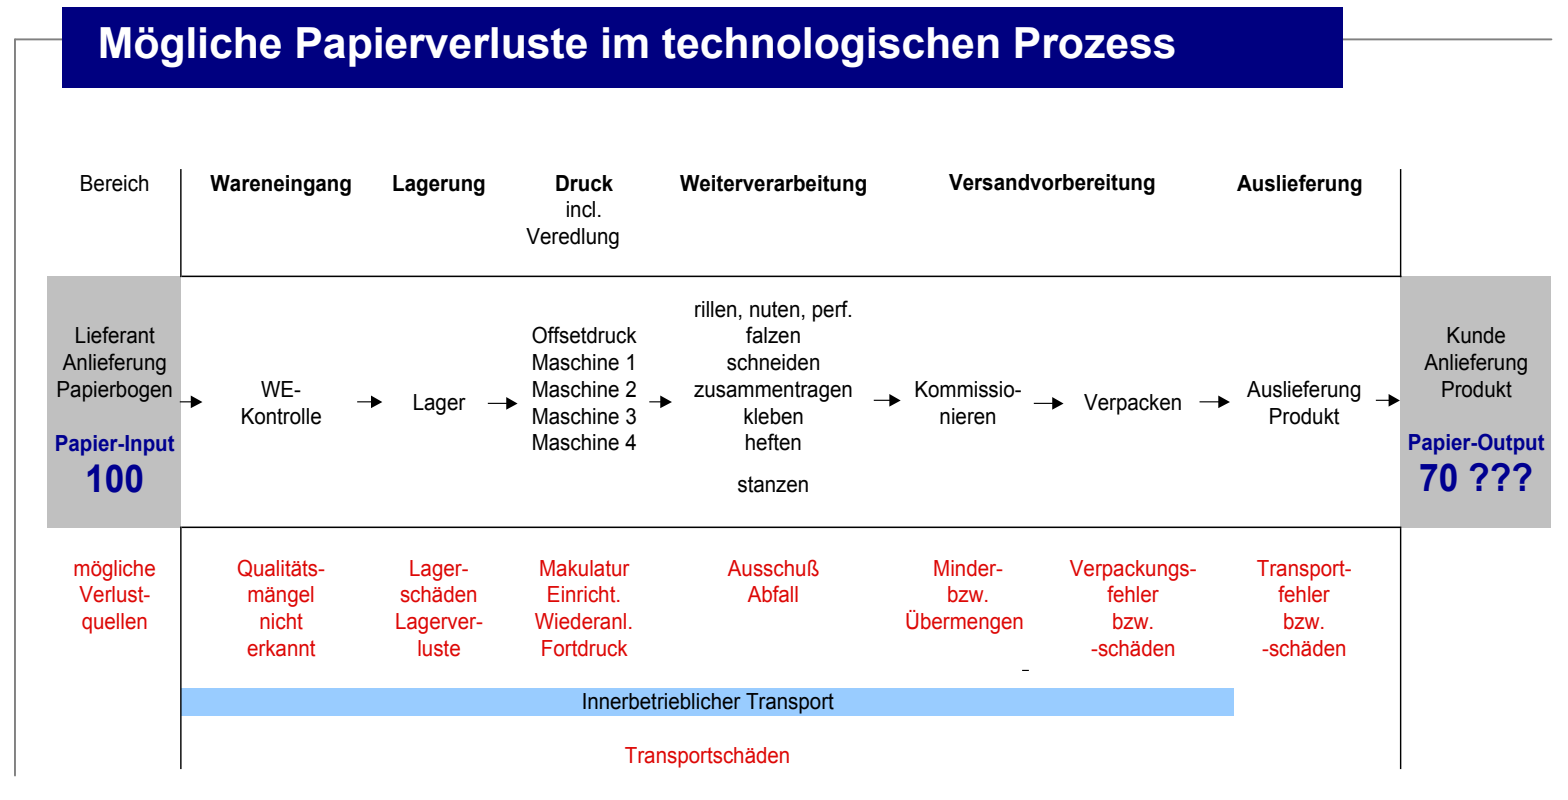 Mögliche Papierverluste im technologischen Prozess
Bereich
Wareneingang
Lagerung
Druck
incl.
Veredlung
Weiterverarbeitung
Versandvorbereitung
Auslieferung
Lieferant
Anlieferung
Papierbogen
Papier-Input
100
WE-
Kontrolle
Lager
Offsetdruck
Maschine 1
Maschine 2
Maschine 3
Maschine 4
rillen, nuten, perf.
falzen
schneiden
zusammentragen
kleben
heften
stanzen
Kommissio-
nieren
Verpacken
Auslieferung
Produkt
Kunde
Anlieferung
Produkt
Papier-Output
70 ???
mögliche
Verlust-
quellen
Qualitäts-
mängel
nicht
erkannt
Lager-
schäden
Lagerver-
luste
Makulatur
Einricht.
Wiederanl.
Fortdruck
Ausschuß
Abfall
Minder-
bzw.
Übermengen
Verpackungs-
fehler
bzw.
-schäden
Transport-
fehler
bzw.
-schäden
Innerbetrieblicher Transport
Transportschäden